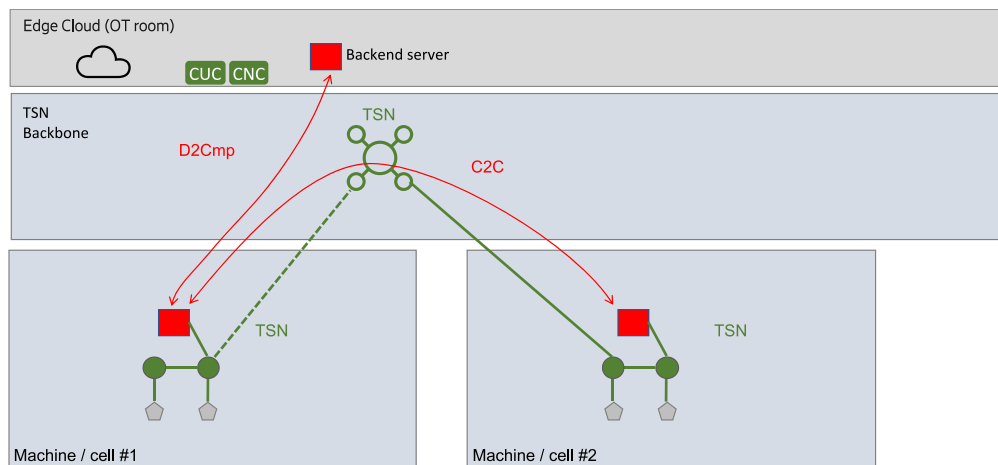 Edge Cloud (OT room)
Backend server
CUC CNC
TSN
Backbone
TSN
D2Cmp
C2C
TSN
TSN
Machine / cell #1
Machine / cell #2